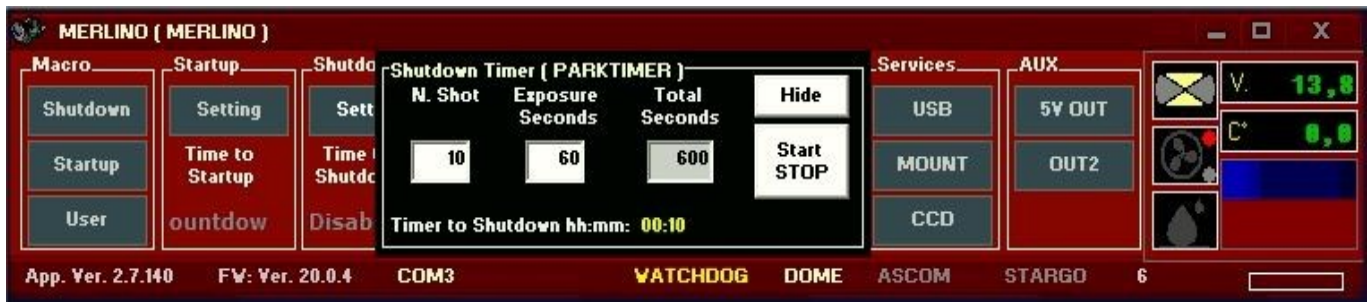 MERLINO ( MERLINO )
X
Macro
Shutdown
Startup
User
Startup
Setting
Time to
Startup
ountdow
Shutdo
Sett
Time
Shutdo
Disab
Shutdown Timer ( PARKTIMER )
N. Shot
Exposure
Seconds
Total
Seconds
10
60
600
Hide
Start
STOP
Timer to Shutdown hh:mm: 00:10
Services
USB
MOUNT
CCD
AUX
5V OUT
OUT2
V. 13,8
C° 0,0
App. Ver. 2.7.140 FW: Ver. 20.0.4 COM3 WATCHDOG DOME ASCOM STARGO 6